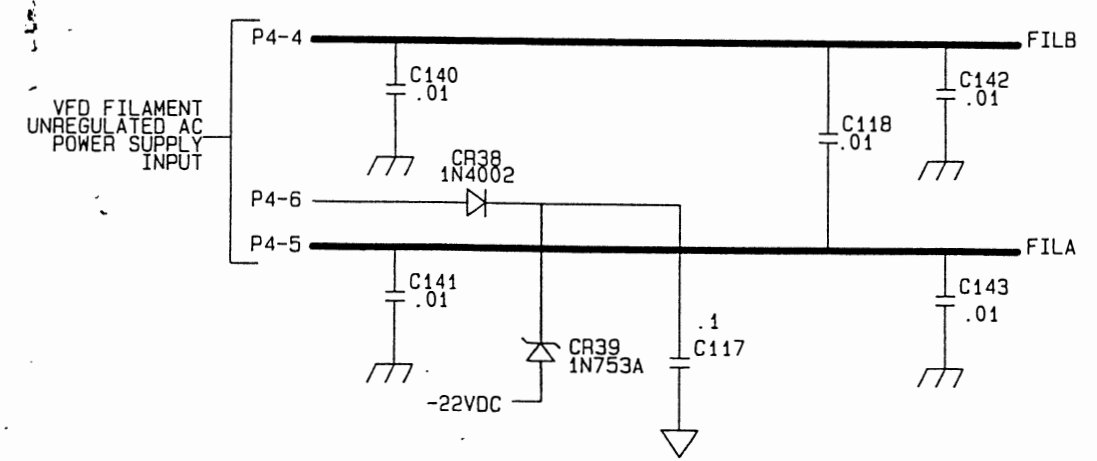 P4-4
FILB
C140
.01
C142
.01
VFD FILAMENT
UNREGULATED AC
POWER SUPPLY
INPUT
C118
.01
CR38
1N4002
P4-6
P4-5
FILA
C141
.01
C143
.01
.1
C117
CR39
1N753A
-22VDC